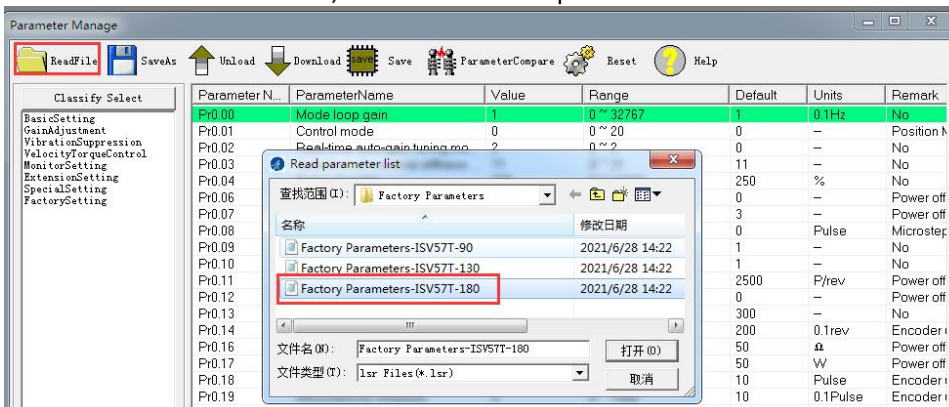 Parameter Manage
ReadFile SaveAs Unload Download save Save ParameterCompare Reset ? Help
Classify Select
BasicSetting
GainAdjustment
VibrationSuppression
VelocityTorqueControl
MonitorSetting
ExtensionSetting
SpecialSetting
FactorySetting
Parameter N... ParameterName Value Range Default Units Remark
Pr0.00 Mode loop gain 1 0 ~ 32767 1 0.1Hz No
Pr0.01 Control mode 0 0 ~ 20 0 – Position M
Pr0.02 Real-time auto-gain tuning mo... 2 0 ~ 2 0 – No
Pr0.03 11 – No
Pr0.04 250 % No
Pr0.06 0 – Power off
Pr0.07 3 – Power off
Pr0.08 0 Pulse Microstep
Pr0.09 1 – No
Pr0.10 1 – No
Pr0.11 2500 P/rev Power off
Pr0.12 0 – Power off
Pr0.13 300 – No
Pr0.14 200 0.1rev Encoder
Pr0.16 50 Ω Power off
Pr0.17 50 W Power off
Pr0.18 10 Pulse Encoder
Pr0.19 10 0.1Pulse Encoder
Read parameter list
查找范围(I): Factory Parameters
名称 修改日期
Factory Parameters-ISV57T-90 2021/6/28 14:22
Factory Parameters-ISV57T-130 2021/6/28 14:22
Factory Parameters-ISV57T-180 2021/6/28 14:22
文件名(N): Factory Parameters-ISV57T-180 打开(O)
文件类型(T): lsr Files(*.lsr) 取消